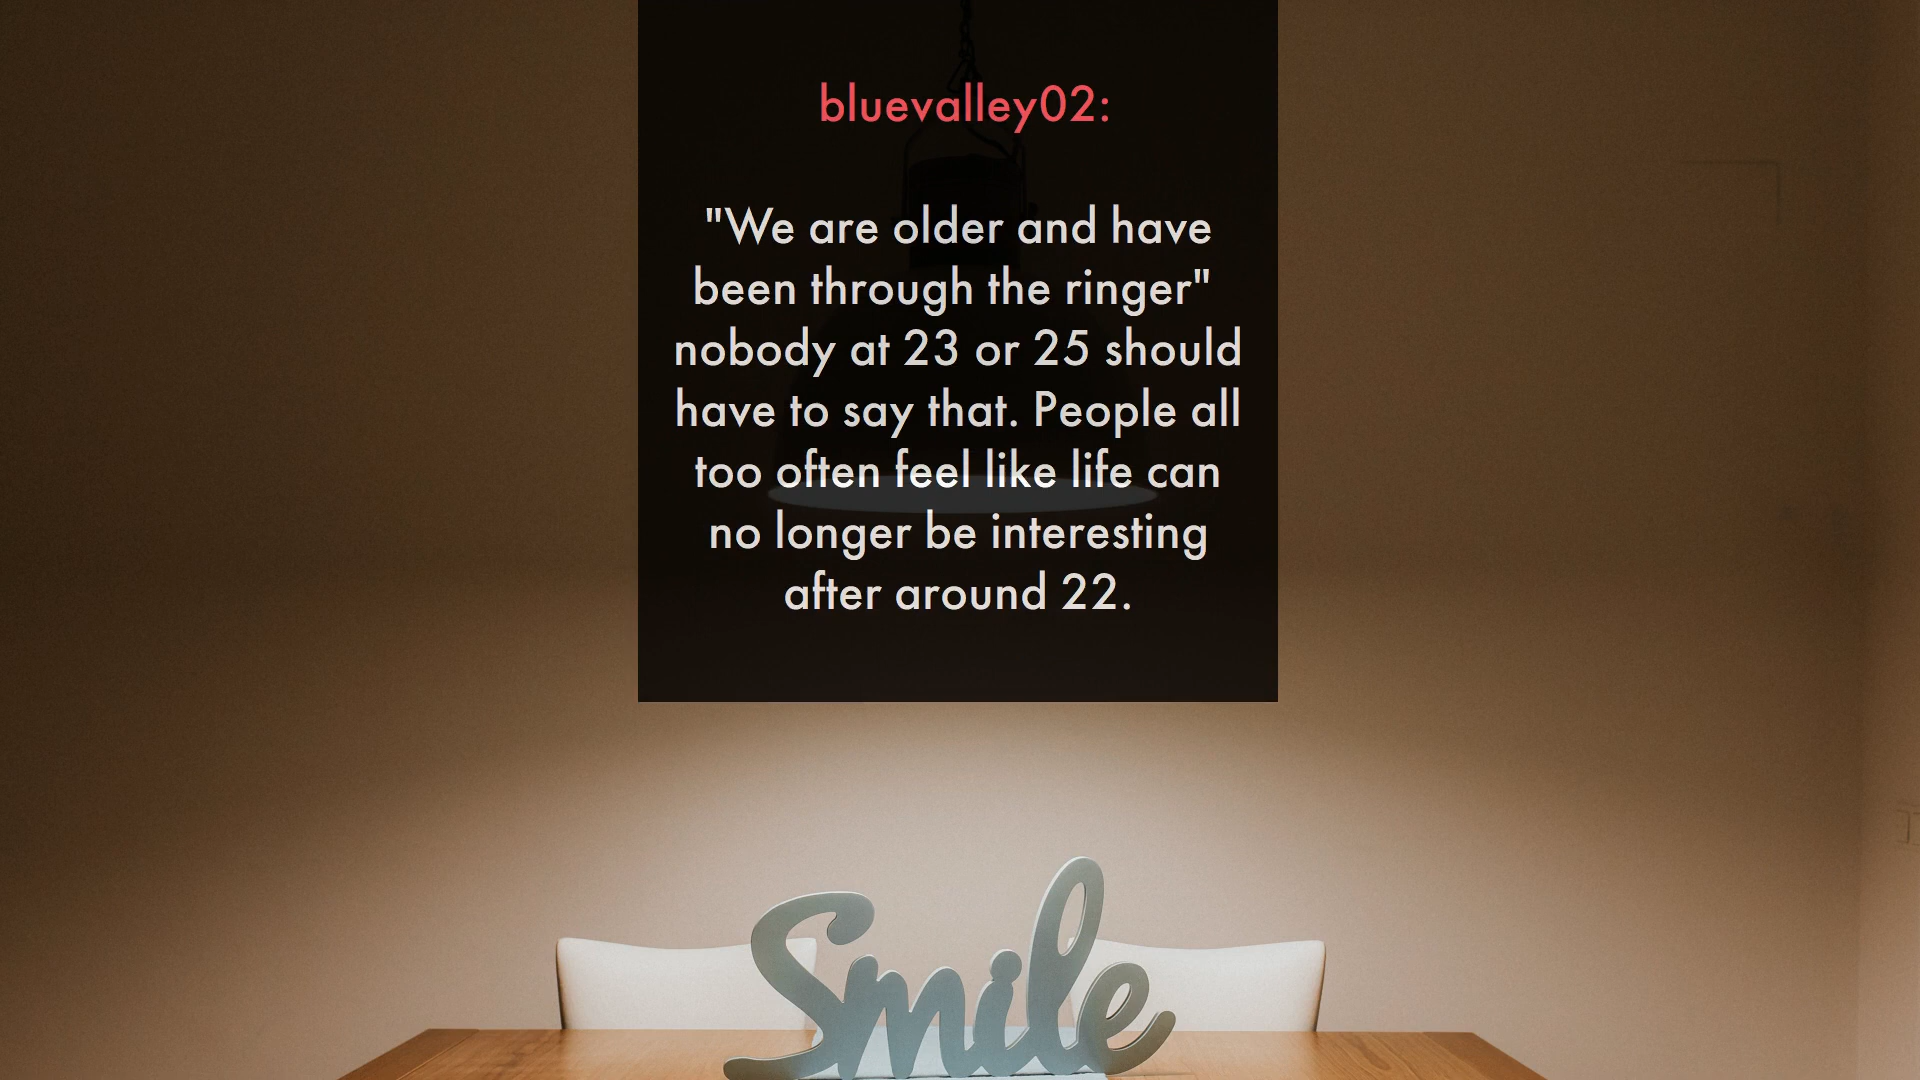 bluevalley02:
"We are older and have
been through the ringer"
nobody at 23 or 25 should
have to say that. People all
too often feel like life can
no longer be interesting
after around 22.
Smile